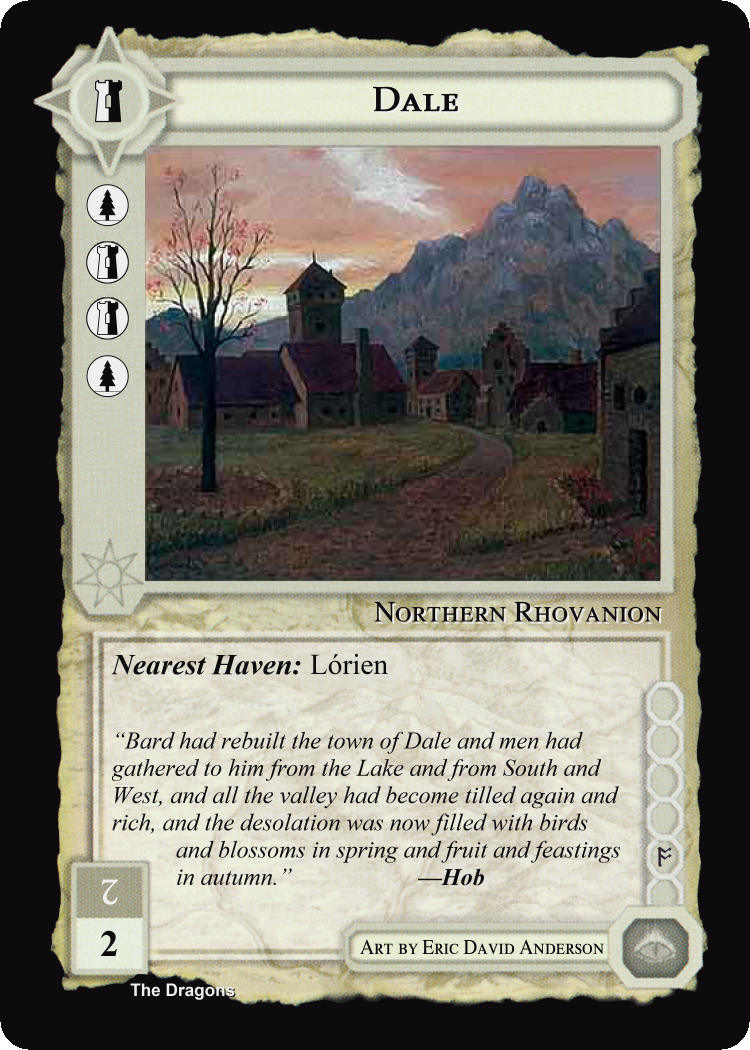 DALE
NORTHERN RHOVANION
Nearest Haven: Lórien
“Bard had rebuilt the town of Dale and men had
gathered to him from the Lake and from South and
West, and all the valley had become tilled again and
rich, and the desolation was now filled with birds
and blossoms in spring and fruit and feastings
in autumn.” —Hob
2
2
ART BY ERIC DAVID ANDERSON
The Dragons